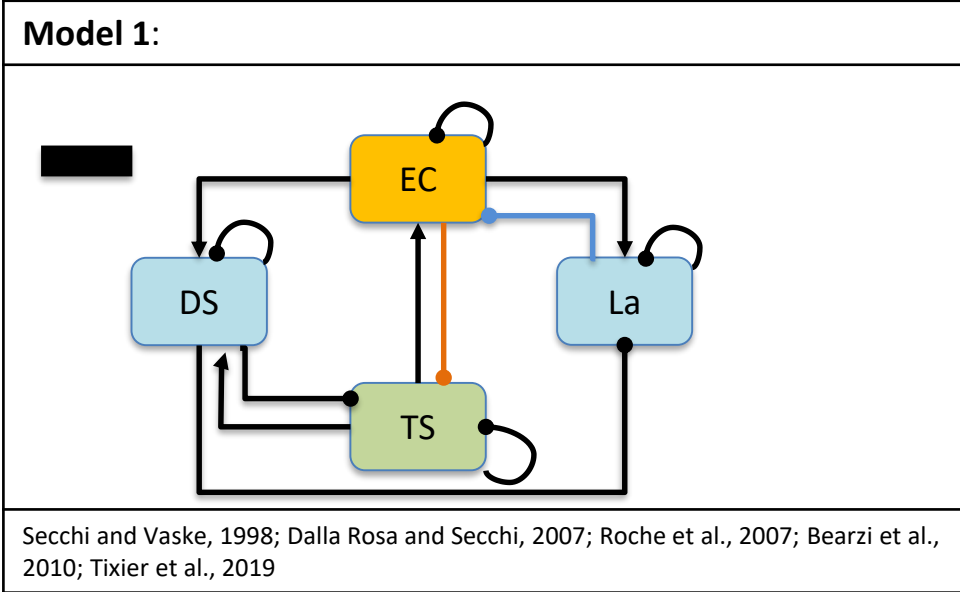 Model 1:
EC
DS
La
TS
Secchi and Vaske, 1998; Dalla Rosa and Secchi, 2007; Roche et al., 2007; Bearzi et al.,
2010; Tixier et al., 2019